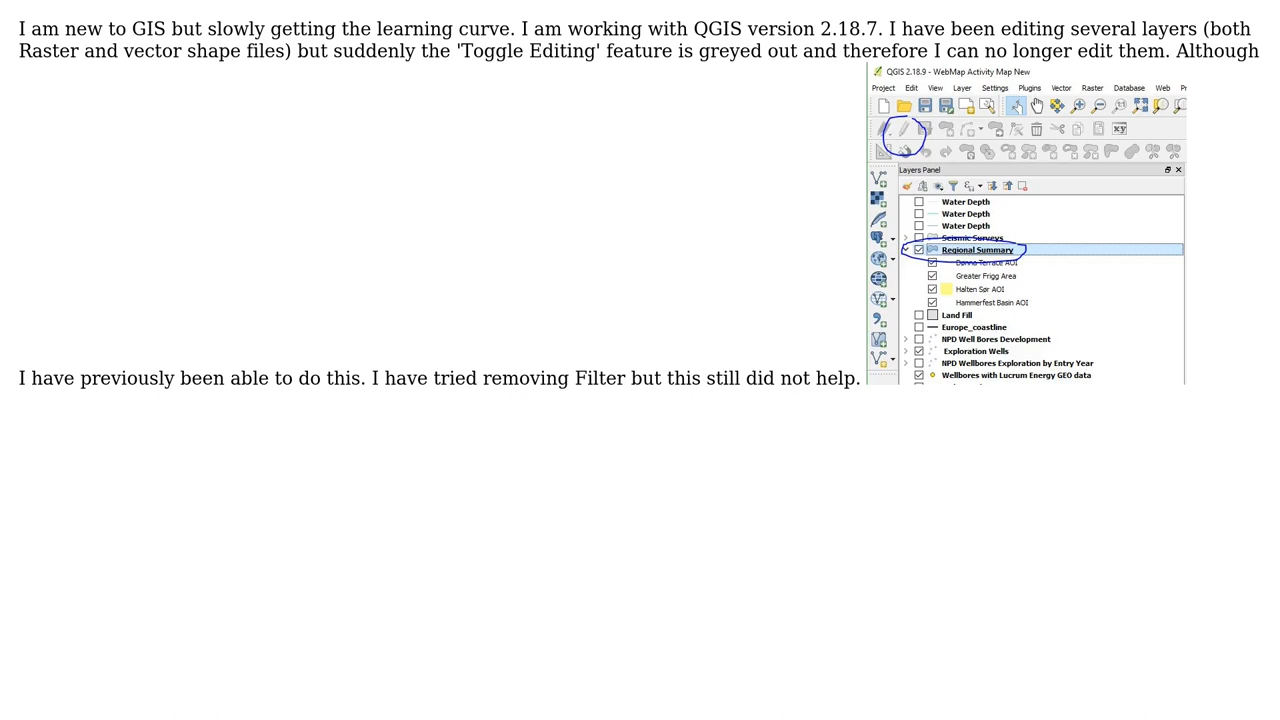 I am new to GIS but slowly getting the learning curve. I am working with QGIS version 2.18.7. I have been editing several layers (both
Raster and vector shape files) but suddenly the 'Toggle Editing' feature is greyed out and therefore I can no longer edit them. Although
QGIS 2.18.9 - WebMap Activity Map New
Project Edit View Layer Settings Plugins Vector Raster Database Web Pr
Layers Panel
Water Depth
Water Depth
Water Depth
Seismic Surveys
Regional Summary
Dønna Terrace AOI
Greater Frigg Area
Halten Sør AOI
Hammerfest Basin AOI
Land Fill
Europe_coastline
NPD Well Bores Development
Exploration Wells
NPD Wellbores Exploration by Entry Year
Wellbores with Lucrum Energy GEO data
I have previously been able to do this. I have tried removing Filter but this still did not help.